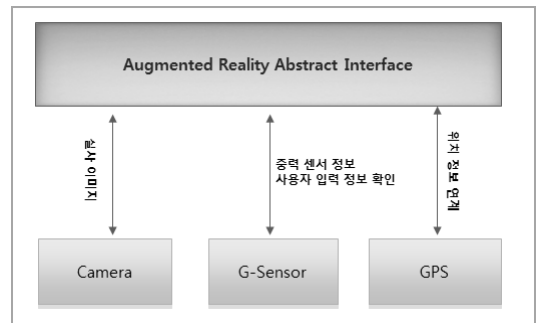 Augmented Reality Abstract Interface
실사 이미지
중력 센서 정보
사용자 입력 정보 확인
위치 정보 연계
Camera
G-Sensor
GPS